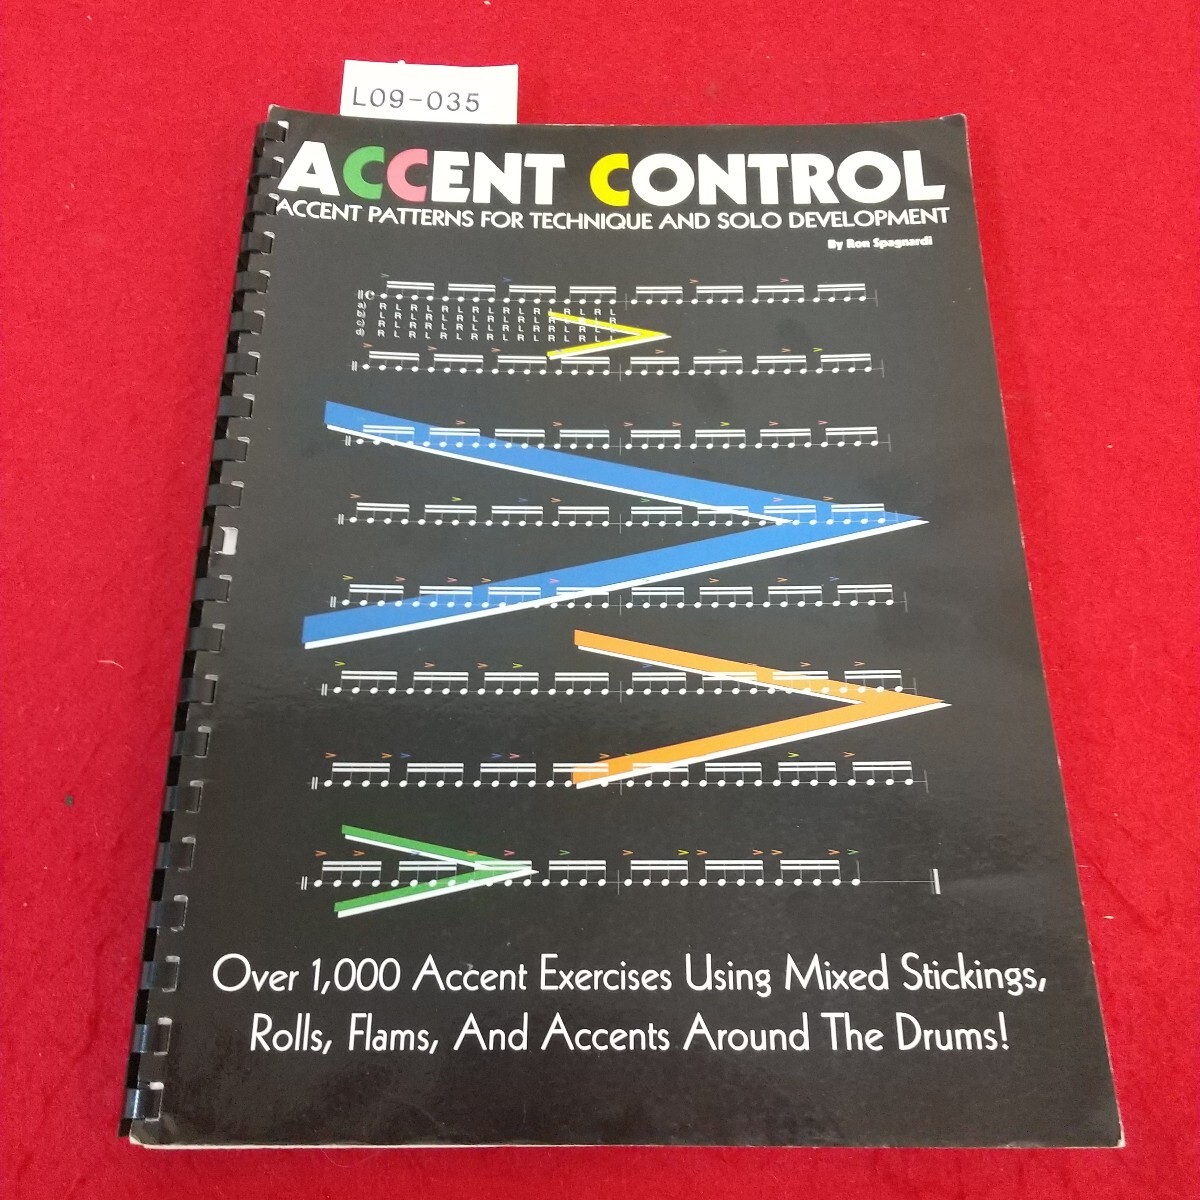 L09-035
ACCENT CONTROL
ACCENT PATTERNS FOR TECHNIQUE AND SOLO DEVELOPMENT
By Ron Spagnardi
a) R L R L R L R L R L R L R L R L
b) L R L R L R L R L R L R L R L R
c)
d)
Over 1,000 Accent Exercises Using Mixed Stickings,
Rolls, Flams, And Accents Around The Drums!